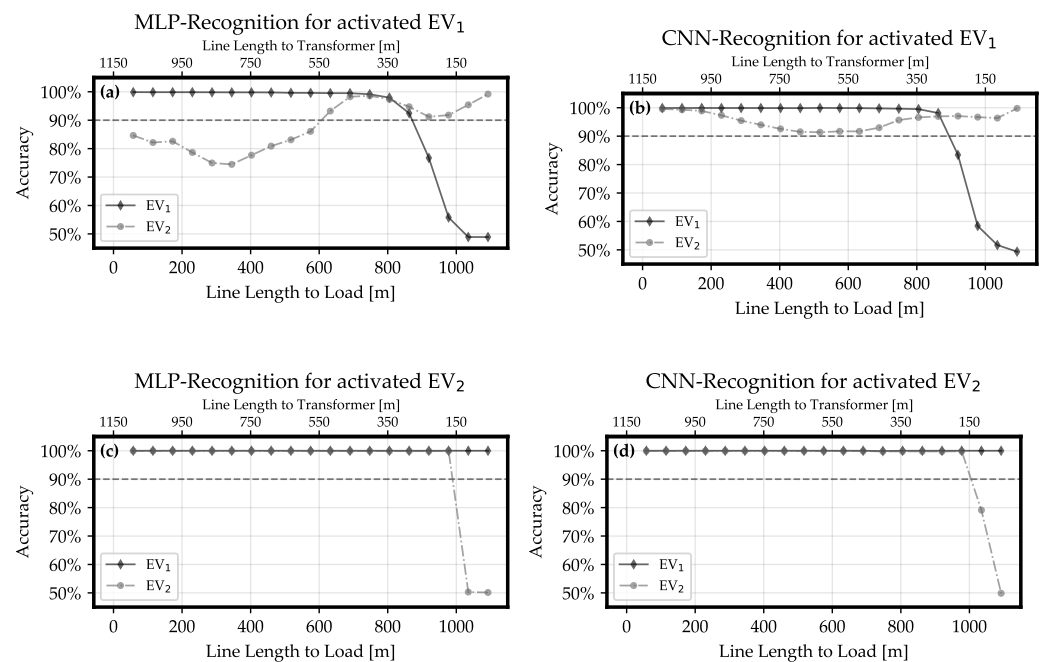 MLP-Recognition for activated EV1
Line Length to Transformer [m]
1150 950 750 550 350 150
(a)
100%
90%
80%
70%
60%
50%
Accuracy
EV1
EV2
0 200 400 600 800 1000
Line Length to Load [m]
CNN-Recognition for activated EV1
Line Length to Transformer [m]
1150 950 750 550 350 150
(b)
100%
90%
80%
70%
60%
50%
Accuracy
EV1
EV2
0 200 400 600 800 1000
Line Length to Load [m]
MLP-Recognition for activated EV2
Line Length to Transformer [m]
1150 950 750 550 350 150
(c)
100%
90%
80%
70%
60%
50%
Accuracy
EV1
EV2
0 200 400 600 800 1000
Line Length to Load [m]
CNN-Recognition for activated EV2
Line Length to Transformer [m]
1150 950 750 550 350 150
(d)
100%
90%
80%
70%
60%
50%
Accuracy
EV1
EV2
0 200 400 600 800 1000
Line Length to Load [m]